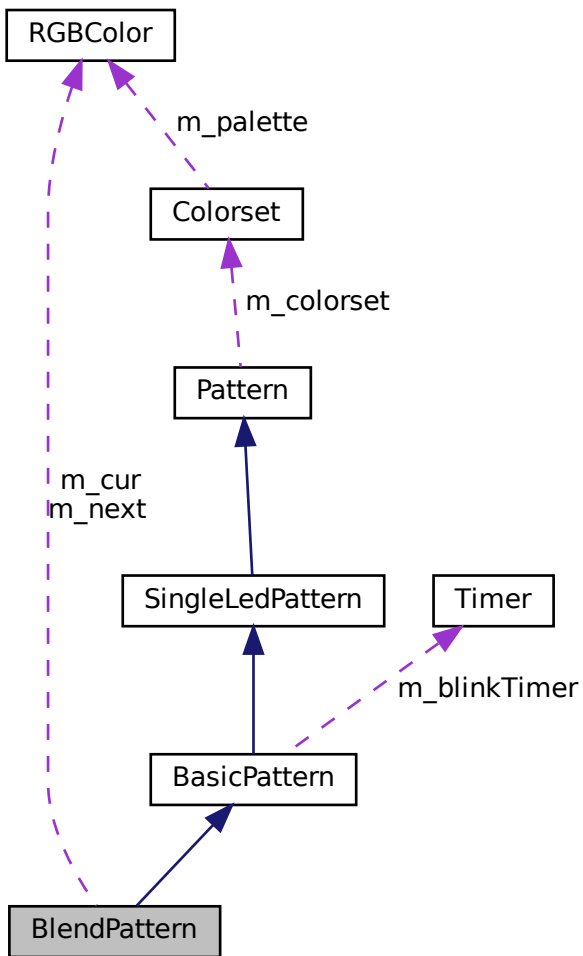 RGBColor
m_palette
Colorset
m_colorset
Pattern
m_cur
m_next
SingleLedPattern
Timer
m_blinkTimer
BasicPattern
BlendPattern